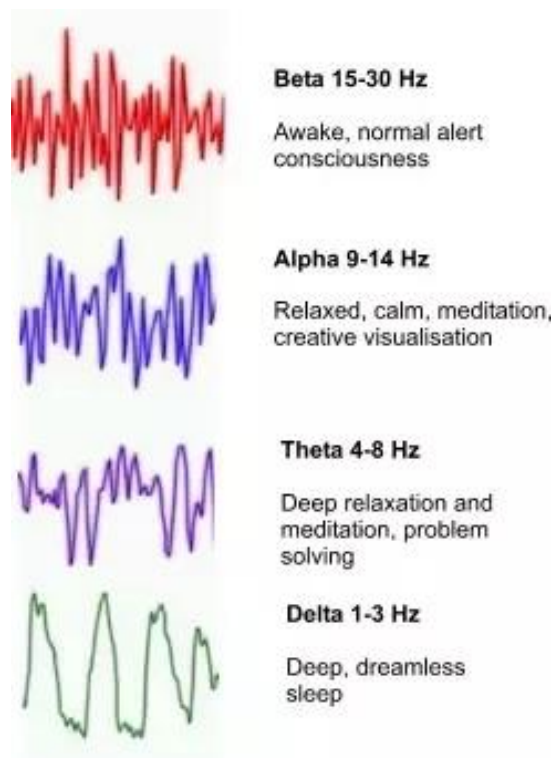 Beta 15-30 Hz
Awake, normal alert
consciousness
Alpha 9-14 Hz
Relaxed, calm, meditation,
creative visualisation
Theta 4-8 Hz
Deep relaxation and
meditation, problem
solving
Delta 1-3 Hz
Deep, dreamless
sleep